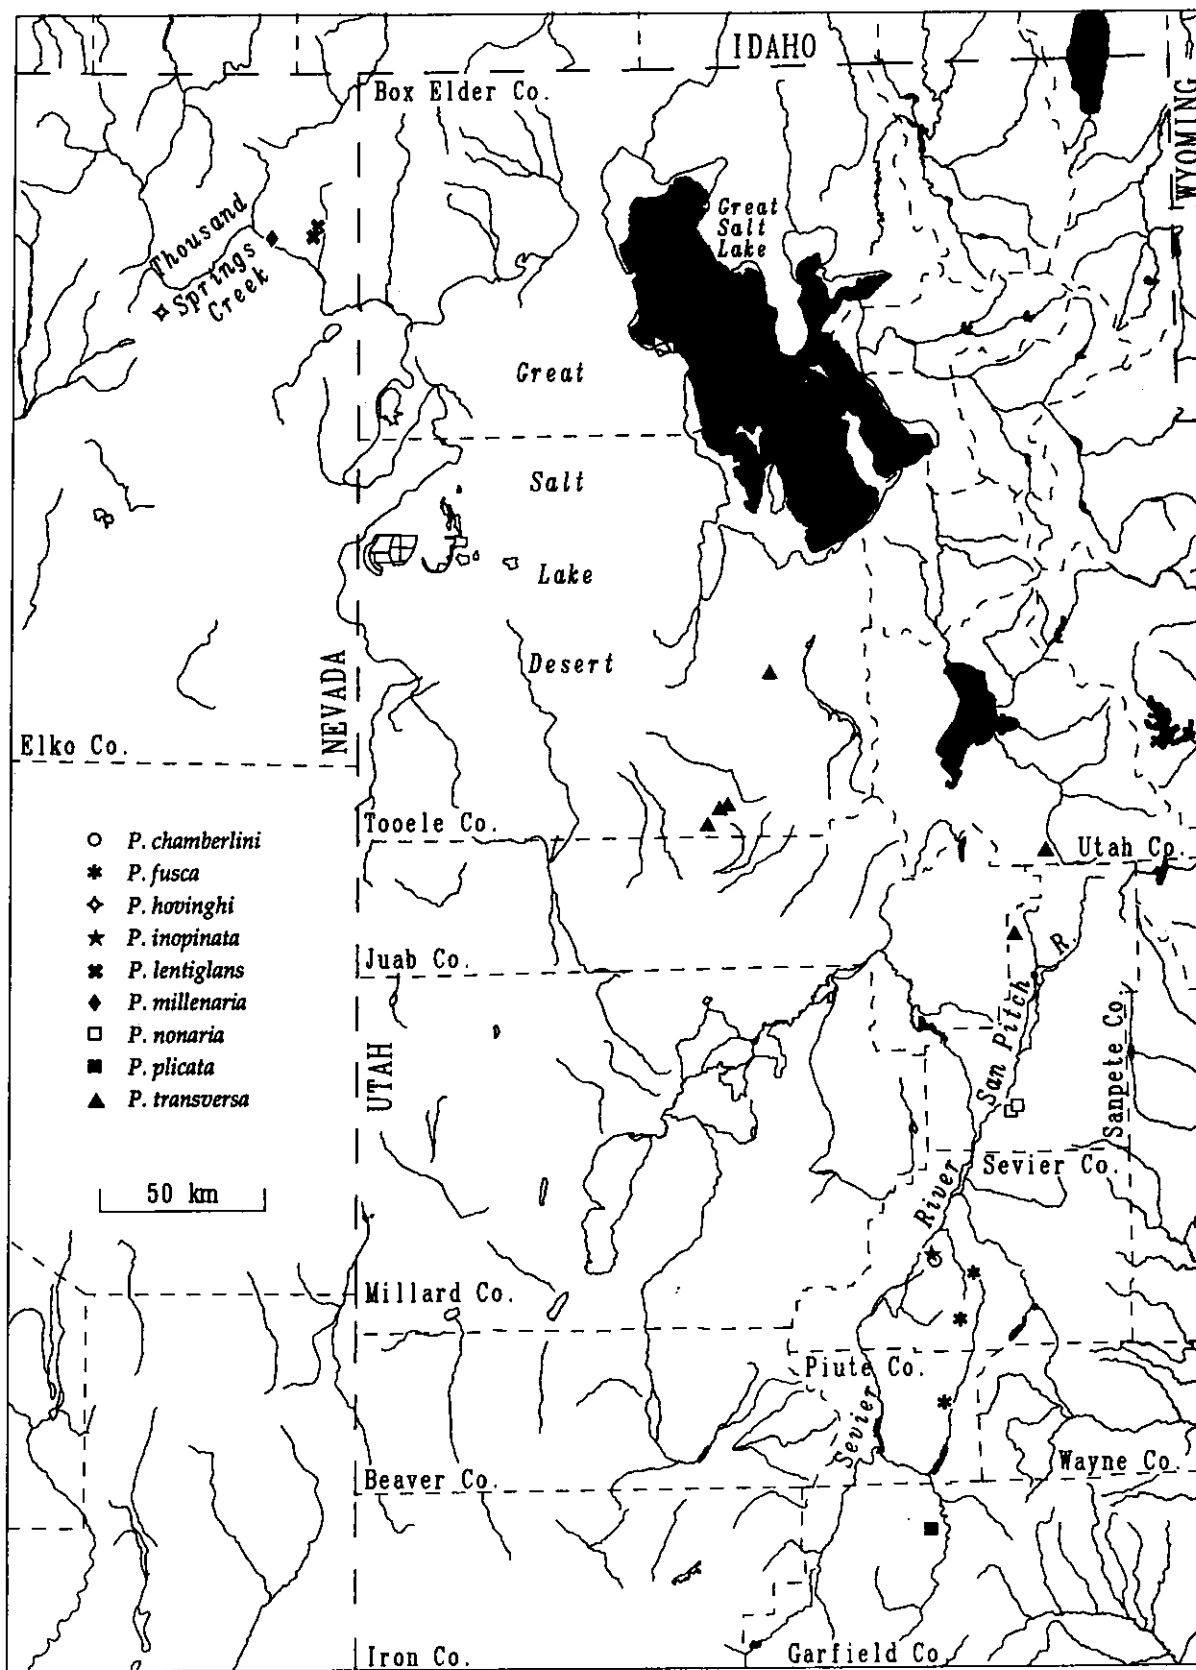 IDAHO
Box Elder Co.
WYOMING
Great
Salt
Lake
Thousand
Springs
Creek
Great
Salt
Lake
Desert
NEVADA
Elko Co.
Tooele Co.
Utah Co.
P. chamberlini
P. fusca
P. hovinghi
P. inopinata
P. lentiglans
P. millenaria
P. nonaria
P. plicata
P. transversa
Juab Co.
San Pitch R.
UTAH
Sanpete Co.
50 km
Sevier Co.
River
Millard Co.
Piute Co.
Sevier
Beaver Co.
Wayne Co.
Iron Co.
Garfield Co